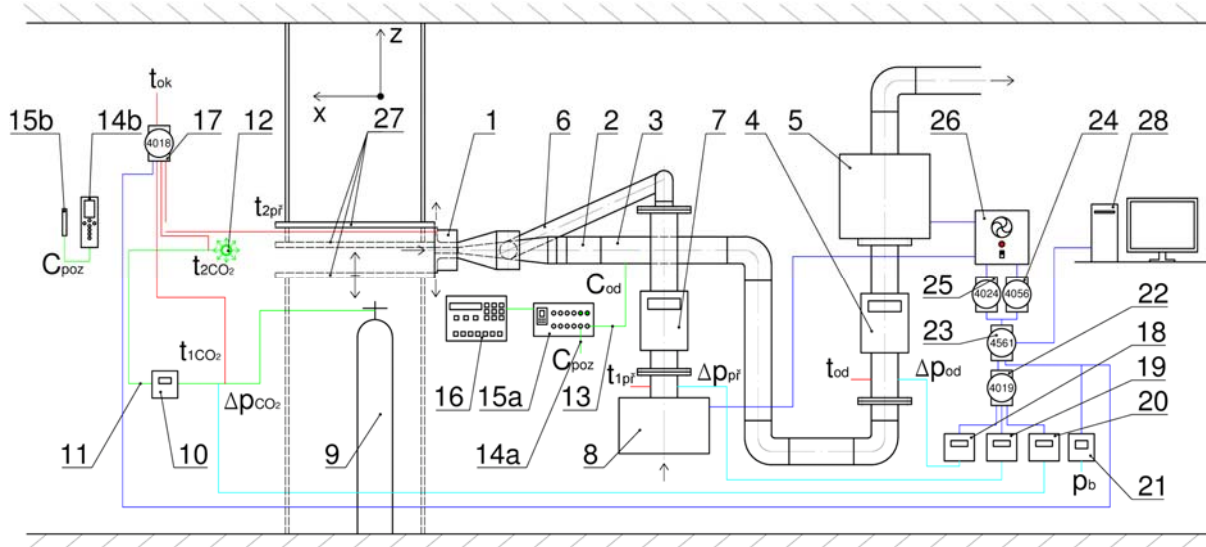 z
x
t_ok
15b 14b 17 12
4018
27 1 6 2 3 7 4 5 26 24 28
t_2př
C_poz
t_2CO₂
C_od
25 4024 4056 22
23 4561 18
4019 19
t_1CO₂
Δp_CO₂
C_poz
t_1př Δp_př t_od Δp_od
20
16 15a 13
11 10 9 14a 8
p_b 21